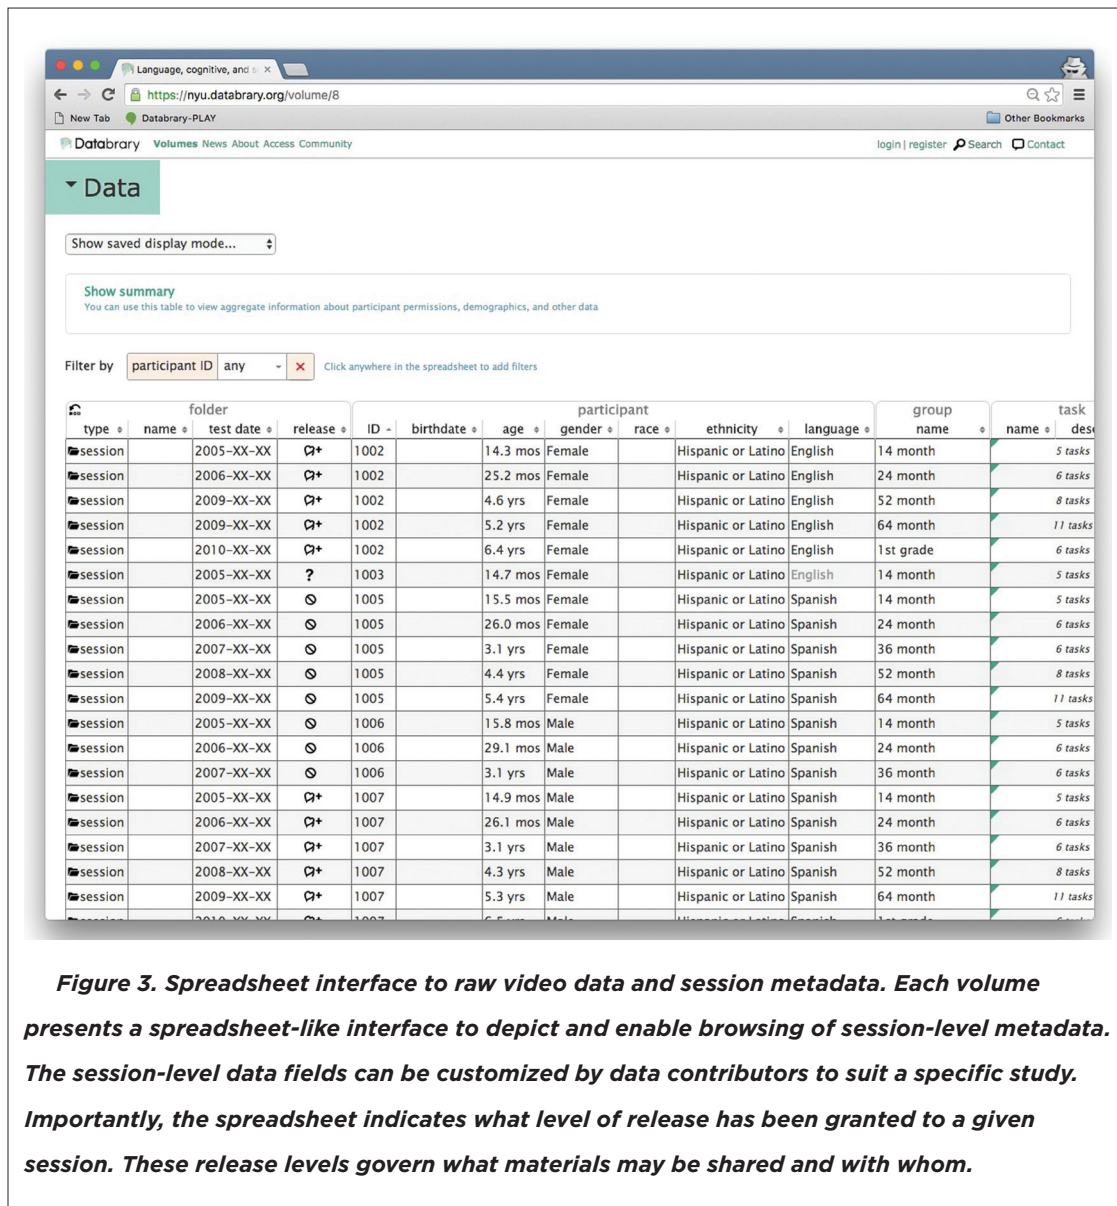 Language, cognitive, and s
https://nyu.databrary.org/volume/8
New Tab Databrary-PLAY Other Bookmarks
Databrary Volumes News About Access Community login | register Search Contact
Data
Show saved display mode...
Show summary
You can use this table to view aggregate information about participant permissions, demographics, and other data
Filter by participant ID any Click anywhere in the spreadsheet to add filters
folder participant group task
type name test date release ID birthdate age gender race ethnicity language name name des
session 2005-XX-XX + 1002 14.3 mos Female Hispanic or Latino English 14 month 5 tasks
session 2006-XX-XX + 1002 25.2 mos Female Hispanic or Latino English 24 month 6 tasks
session 2009-XX-XX + 1002 4.6 yrs Female Hispanic or Latino English 52 month 8 tasks
session 2009-XX-XX + 1002 5.2 yrs Female Hispanic or Latino English 64 month 11 tasks
session 2010-XX-XX + 1002 6.4 yrs Female Hispanic or Latino English 1st grade 6 tasks
session 2005-XX-XX ? 1003 14.7 mos Female Hispanic or Latino English 14 month 5 tasks
session 2005-XX-XX 1005 15.5 mos Female Hispanic or Latino Spanish 14 month 5 tasks
session 2006-XX-XX 1005 26.0 mos Female Hispanic or Latino Spanish 24 month 6 tasks
session 2007-XX-XX 1005 3.1 yrs Female Hispanic or Latino Spanish 36 month 6 tasks
session 2008-XX-XX 1005 4.4 yrs Female Hispanic or Latino Spanish 52 month 8 tasks
session 2009-XX-XX 1005 5.4 yrs Female Hispanic or Latino Spanish 64 month 11 tasks
session 2005-XX-XX 1006 15.8 mos Male Hispanic or Latino Spanish 14 month 5 tasks
session 2006-XX-XX 1006 29.1 mos Male Hispanic or Latino Spanish 24 month 6 tasks
session 2007-XX-XX 1006 3.1 yrs Male Hispanic or Latino Spanish 36 month 6 tasks
session 2005-XX-XX + 1007 14.9 mos Male Hispanic or Latino Spanish 14 month 5 tasks
session 2006-XX-XX + 1007 26.1 mos Male Hispanic or Latino Spanish 24 month 6 tasks
session 2007-XX-XX + 1007 3.1 yrs Male Hispanic or Latino Spanish 36 month 6 tasks
session 2008-XX-XX + 1007 4.3 yrs Male Hispanic or Latino Spanish 52 month 8 tasks
session 2009-XX-XX + 1007 5.3 yrs Male Hispanic or Latino Spanish 64 month 11 tasks
Figure 3. Spreadsheet interface to raw video data and session metadata. Each volume
presents a spreadsheet-like interface to depict and enable browsing of session-level metadata.
The session-level data fields can be customized by data contributors to suit a specific study.
Importantly, the spreadsheet indicates what level of release has been granted to a given
session. These release levels govern what materials may be shared and with whom.